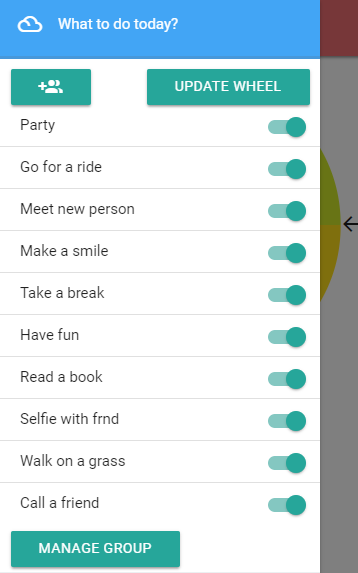 What to do today?
UPDATE WHEEL
Party
Go for a ride
Meet new person
Make a smile
Take a break
Have fun
Read a book
Selfie with frnd
Walk on a grass
Call a friend
MANAGE GROUP